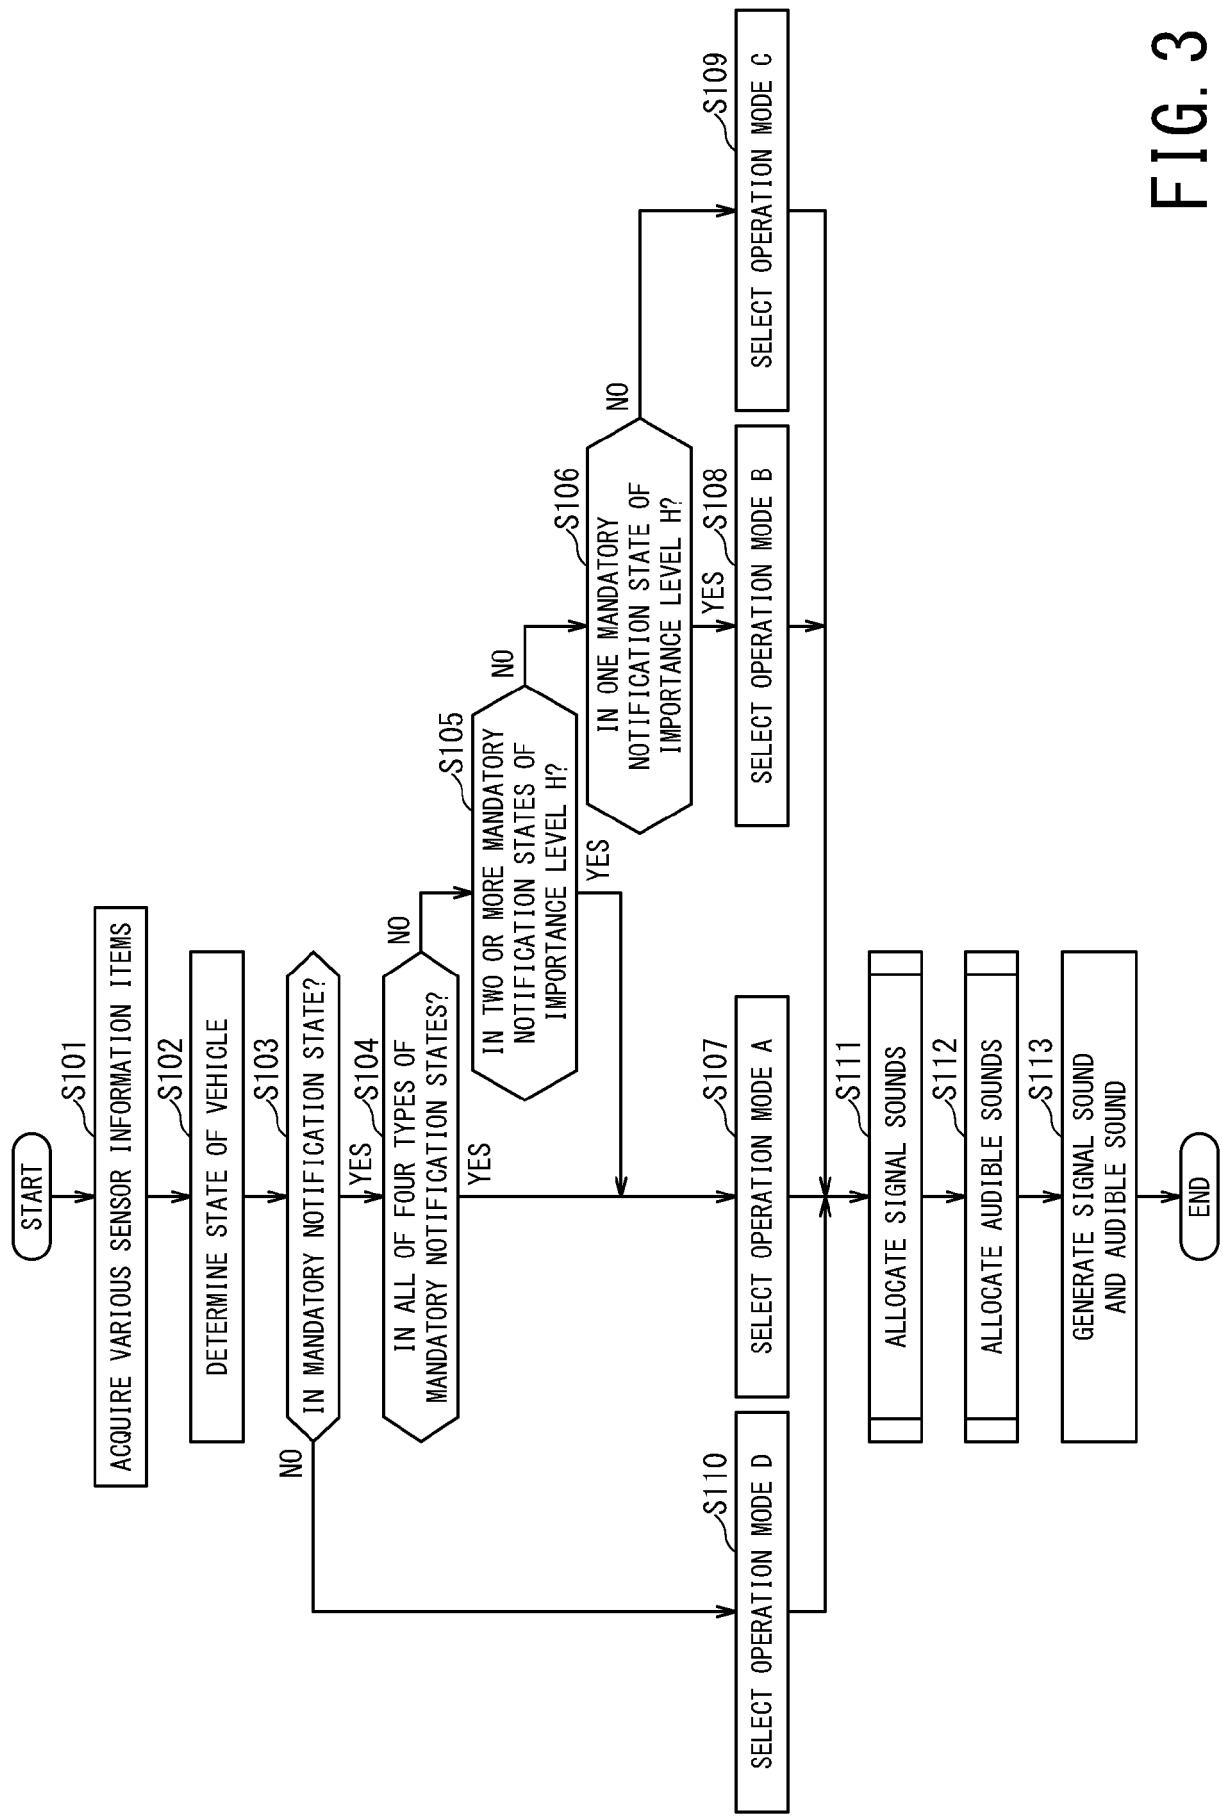 START
S101
ACQUIRE VARIOUS SENSOR INFORMATION ITEMS
S102
DETERMINE STATE OF VEHICLE
S103
IN MANDATORY NOTIFICATION STATE?
NO
YES
S104
IN ALL OF FOUR TYPES OF
MANDATORY NOTIFICATION STATES?
NO
YES
S105
IN TWO OR MORE MANDATORY
NOTIFICATION STATES OF
IMPORTANCE LEVEL H?
NO
YES
S106
IN ONE MANDATORY
NOTIFICATION STATE OF
IMPORTANCE LEVEL H?
NO
YES
S110
SELECT OPERATION MODE D
S107
SELECT OPERATION MODE A
S108
SELECT OPERATION MODE B
S109
SELECT OPERATION MODE C
S111
ALLOCATE SIGNAL SOUNDS
S112
ALLOCATE AUDIBLE SOUNDS
S113
GENERATE SIGNAL SOUND
AND AUDIBLE SOUND
END
FIG. 3